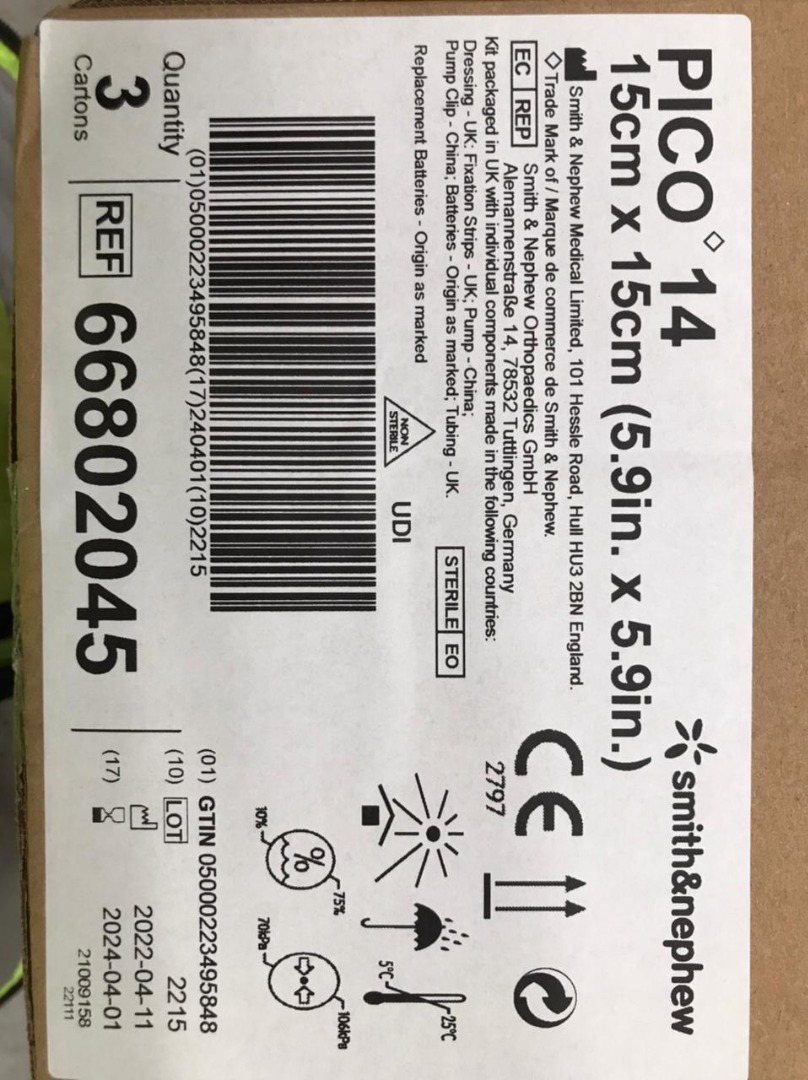 PICO◇ 14
smith&nephew
15cm x 15cm (5.9in. x 5.9in.)
Smith & Nephew Medical Limited, 101 Hessle Road, Hull HU3 2BN England.
◇Trade Mark of / Marque de commerce de Smith & Nephew.
EC REP
Smith & Nephew Orthopaedics GmbH
Alemannenstraße 14, 78532 Tuttlingen, Germany
Kit packaged in UK with individual components made in the following countries:
Dressing - UK: Fixation Strips - UK; Pump - China;
Pump Clip - China; Batteries - Origin as marked; Tubing - UK.
Replacement Batteries - Origin as marked
STERILE EO
NON
STERILE
UDI
CE
2797
5°C
25°C
10%
%
75%
70kPa
106kPa
(01)05000223495848(17)240401(10)2215
Quantity
3
Cartons
REF 66802045
(01) GTIN 05000223495848
(10) LOT 2215
2022-04-11
(17) 2024-04-01
21009158
22111